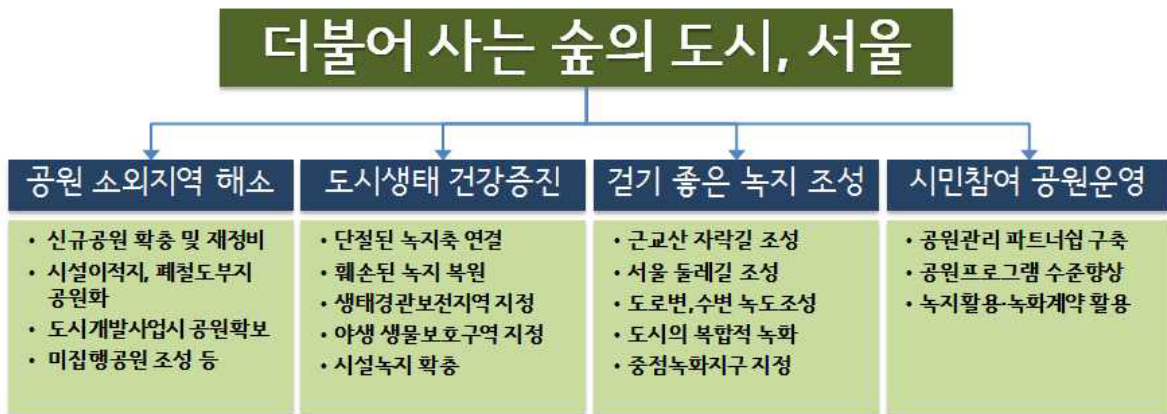 더불어 사는 숲의 도시, 서울
공원 소외지역 해소
• 신규공원 확충 및 재정비
• 시설이적지, 폐철도부지
공원화
• 도시개발사업시 공원확보
• 미집행공원 조성 등
도시생태 건강증진
• 단절된 녹지축 연결
• 훼손된 녹지 복원
• 생태경관보전지역 지정
• 야생 생물보호구역 지정
• 시설녹지 확충
걷기 좋은 녹지 조성
• 근교산 자락길 조성
• 서울 둘레길 조성
• 도로변,수변 녹도조성
• 도시의 복합적 녹화
• 중점녹화지구 지정
시민참여 공원운영
• 공원관리 파트너쉽 구축
• 공원프로그램 수준향상
• 녹지활용·녹화계약 활용